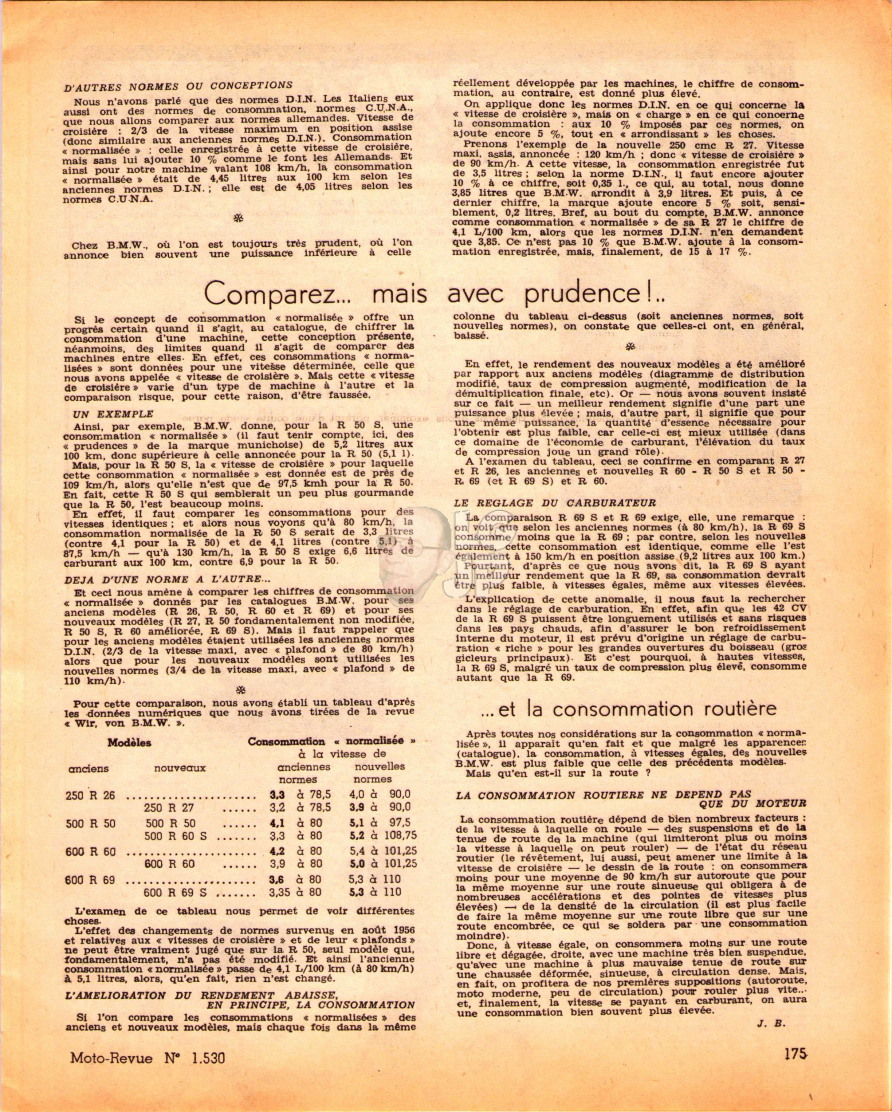 D'AUTRES NORMES OU CONCEPTIONS
Nous n'avons parlé que des normes D.I.N. Les Italiens eux
aussi ont des normes de consommation, normes C.U.N.A.,
que nous allons comparer aux normes allemandes. Vitesse de
croisière : 2/3 de la vitesse maximum en position assise
(donc similaire aux anciennes normes D.I.N.). Consommation
« normalisée » : celle enregistrée à cette vitesse de croisière,
mais sans lui ajouter 10 % comme le font les Allemands. Et
ainsi pour notre machine valant 108 km/h, la consommation
« normalisée » était de 4,45 litres aux 100 km selon les
anciennes normes D.I.N. ; elle est de 4,05 litres selon les
normes C.U.N.A.
Chez B.M.W., où l'on est toujours très prudent, où l'on
annonce bien souvent une puissance inférieure à celle
réellement développée par les machines, le chiffre de consom-
mation, au contraire, est donné plus élevé.
On applique donc les normes D.I.N. en ce qui concerne la
« vitesse de croisière », mais on « charge » en ce qui concerne
la consommation : aux 10 % imposés par ces normes, on
ajoute encore 5 %, tout en « arrondissant » les choses.
Prenons l'exemple de la nouvelle 250 cmc R 27. Vitesse
maxi, assis, annoncée : 120 km/h ; donc « vitesse de croisière »
de 90 km/h. A cette vitesse, la consommation enregistrée fut
de 3,5 litres ; selon la norme D.I.N., il faut encore ajouter
10 % à ce chiffre, soit 0,35 l., ce qui, au total, nous donne
3,85 litres que B.M.W. arrondit à 3,9 litres. Et puis, à ce
dernier chiffre, la marque ajoute encore 5 % soit, sensi-
blement, 0,2 litres. Bref, au bout du compte, B.M.W. annonce
comme consommation « normalisée » de sa R 27 le chiffre de
4,1 L/100 km, alors que les normes D.I.N. n'en demandent
que 3,85. Ce n'est pas 10 % que B.M.W. ajoute à la consom-
mation enregistrée, mais, finalement, de 15 à 17 %.
Comparez... mais avec prudence !..
Si le concept de consommation « normalisée » offre un
progrès certain quand il s'agit, au catalogue, de chiffrer la
consommation d'une machine, cette conception présente,
néanmoins, des limites quand il s'agit de comparer des
machines entre elles. En effet, ces consommations « norma-
lisées » sont données pour une vitesse déterminée, celle que
nous avons appelée « vitesse de croisière ». Mais cette « vitesse
de croisière » varie d'un type de machine à l'autre et la
comparaison risque, pour cette raison, d'être faussée.
UN EXEMPLE
Ainsi, par exemple, B.M.W. donne, pour la R 50 S, une
consommation « normalisée » (il faut tenir compte, ici, des
« prudences » de la marque munichoise) de 5,2 litres aux
100 km, donc supérieure à celle annoncée pour la R 50 (5,1 l).
Mais, pour la R 50 S, la « vitesse de croisière » pour laquelle
cette consommation « normalisée » est donnée est de près de
109 km/h, alors qu'elle n'est que de 97,5 kmh pour la R 50.
En fait, cette R 50 S qui semblerait un peu plus gourmande
que la R 50, l'est beaucoup moins.
En effet, il faut comparer les consommations pour des
vitesses identiques ; et alors nous voyons qu'à 80 km/h, la
consommation normalisée de la R 50 S serait de 3,3 litres
(contre 4,1 pour la R 50) et de 4,1 litres (contre 5,1) à
87,5 km/h — qu'à 130 km/h, la R 50 S exige 6,6 litres de
carburant aux 100 km, contre 6,9 pour la R 50.
DEJA D'UNE NORME A L'AUTRE...
Et ceci nous amène à comparer les chiffres de consommation
« normalisée » donnés par les catalogues B.M.W. pour ses
anciens modèles (R 26, R 50, R 60 et R 69) et pour ses
nouveaux modèles (R 27, R 50 fondamentalement non modifiée,
R 50 S, R 60 améliorée, R 69 S). Mais il faut rappeler que
pour les anciens modèles étaient utilisées les anciennes normes
D.I.N. (2/3 de la vitesse maxi, avec « plafond » de 80 km/h)
alors que pour les nouveaux modèles sont utilisées les
nouvelles normes (3/4 de la vitesse maxi, avec « plafond » de
110 km/h).
Pour cette comparaison, nous avons établi un tableau d'après
les données numériques que nous avons tirées de la revue
« Wir, von B.M.W. ».
Modèles Consommation « normalisée »
à la vitesse de
anciens nouveaux anciennes nouvelles
normes normes
250 R 26 ..................... 3,3 à 78,5 4,0 à 90,0
250 R 27 ...... 3,2 à 78,5 3,9 à 90,0
500 R 50 500 R 50 ...... 4,1 à 80 5,1 à 97,5
500 R 60 S ....... 3,3 à 80 5,2 à 108,75
600 R 60 ..................... 4,2 à 80 5,4 à 101,25
600 R 60 ...... 3,9 à 80 5.0 à 101,25
600 R 69 ..................... 3,6 à 80 5,3 à 110
600 R 69 S ....... 3,35 à 80 5,3 à 110
L'examen de ce tableau nous permet de voir différentes
choses.
L'effet des changements de normes survenus en août 1956
et relatives aux « vitesses de croisière » et de leur « plafonds »
ne peut être vraiment jugé que sur la R 50, seul modèle qui,
fondamentalement, n'a pas été modifié. Et ainsi l'ancienne
consommation « normalisée » passe de 4,1 L/100 km (à 80 km/h)
à 5,1 litres, alors, qu'en fait, rien n'est changé.
L'AMELIORATION DU RENDEMENT ABAISSE,
EN PRINCIPE, LA CONSOMMATION
Si l'on compare les consommations « normalisées » des
anciens et nouveaux modèles, mais chaque fois dans la même
colonne du tableau ci-dessus (soit anciennes normes, soit
nouvelles normes), on constate que celles-ci ont, en général,
baissé.
En effet, le rendement des nouveaux modèles a été amélioré
par rapport aux anciens modèles (diagramme de distribution
modifié, taux de compression augmenté, modification de la
démultiplication finale, etc). Or — nous avons souvent insisté
sur ce fait — un meilleur rendement signifie d'une part une
puissance plus élevée ; mais, d'autre part, il signifie que pour
une même puissance, la quantité d'essence nécessaire pour
l'obtenir est plus faible, car celle-ci est mieux utilisée (dans
ce domaine de l'économie de carburant, l'élévation du taux
de compression joue un grand rôle).
A l'examen du tableau, ceci se confirme en comparant R 27
et R 26, les anciennes et nouvelles R 60 - R 50 S et R 50 -
R 69 (et R 69 S) et R 60.
LE REGLAGE DU CARBURATEUR
La comparaison R 69 S et R 69 exige, elle, une remarque :
on voit que selon les anciennes normes (à 80 km/h), la R 69 S
consomme moins que la R 69 ; par contre, selon les nouvelles
normes, cette consommation est identique, comme elle l'est
également à 150 km/h en position assise (9,2 litres aux 100 km.)
Pourtant, d'après ce que nous avons dit, la R 69 S ayant
un meilleur rendement que la R 69, sa consommation devrait
être plus faible, à vitesses égales, même aux vitesses élevées.
L'explication de cette anomalie, il nous faut la rechercher
dans le réglage de carburation. En effet, afin que les 42 CV
de la R 69 S puissent être longuement utilisés et sans risques
dans les pays chauds, afin d'assurer le bon refroidissement
interne du moteur, il est prévu d'origine un réglage de carbu-
ration « riche » pour les grandes ouvertures du boisseau (gros
gicleurs principaux). Et c'est pourquoi, à hautes vitesses,
la R 69 S, malgré un taux de compression plus élevé, consomme
autant que la R 69.
...et la consommation routière
Après toutes nos considérations sur la consommation « norma-
lisée », il apparait qu'en fait et que malgré les apparences
(catalogue), la consommation, à vitesses égales, des nouvelles
B.M.W. est plus faible que celle des précédents modèles.
Mais qu'en est-il sur la route ?
LA CONSOMMATION ROUTIERE NE DEPEND PAS
QUE DU MOTEUR
La consommation routière dépend de bien nombreux facteurs :
de la vitesse à laquelle on roule — des suspensions et de la
tenue de route de la machine (qui limiteront plus ou moins
la vitesse à laquelle on peut rouler) — de l'état du réseau
routier (le revêtement, lui aussi, peut amener une limite à la
vitesse de croisière — le dessin de la route : on consommera
moins pour une moyenne de 90 km/h sur autoroute que pour
la même moyenne sur une route sinueuse qui obligera à de
nombreuses accélérations et des pointes de vitesses plus
élevées) — de la densité de la circulation (il est plus facile
de faire la même moyenne sur une route libre que sur une
route encombrée, ce qui se soldera par une consommation
moindre).
Donc, à vitesse égale, on consommera moins sur une route
libre et dégagée, droite, avec une machine très bien suspendue,
qu'avec une machine à plus mauvaise tenue de route sur
une chaussée déformée, sinueuse, à circulation dense. Mais,
en fait, on profitera de nos premières suppositions (autoroute,
moto moderne, peu de circulation) pour rouler plus vite...
et, finalement, la vitesse se payant en carburant, on aura
une consommation bien souvent plus élevée.
J. B.
Moto-Revue N° 1.530
175